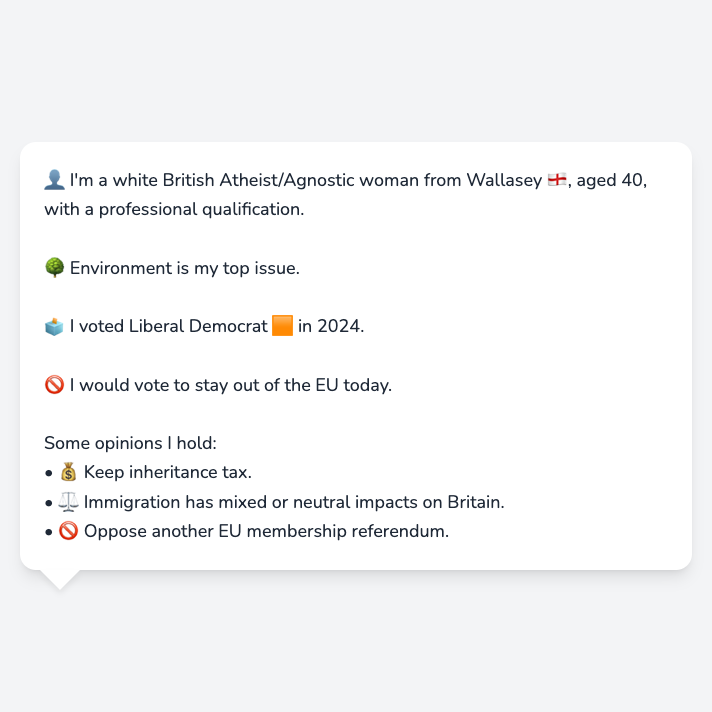 👤 I'm a white British Atheist/Agnostic woman from Wallasey 🏴󠁧󠁢󠁥󠁮󠁧󠁿, aged 40,
with a professional qualification.
🌳 Environment is my top issue.
🗳️ I voted Liberal Democrat 🟧 in 2024.
🚫 I would vote to stay out of the EU today.
Some opinions I hold:
• 💰 Keep inheritance tax.
• ⚖️ Immigration has mixed or neutral impacts on Britain.
• 🚫 Oppose another EU membership referendum.